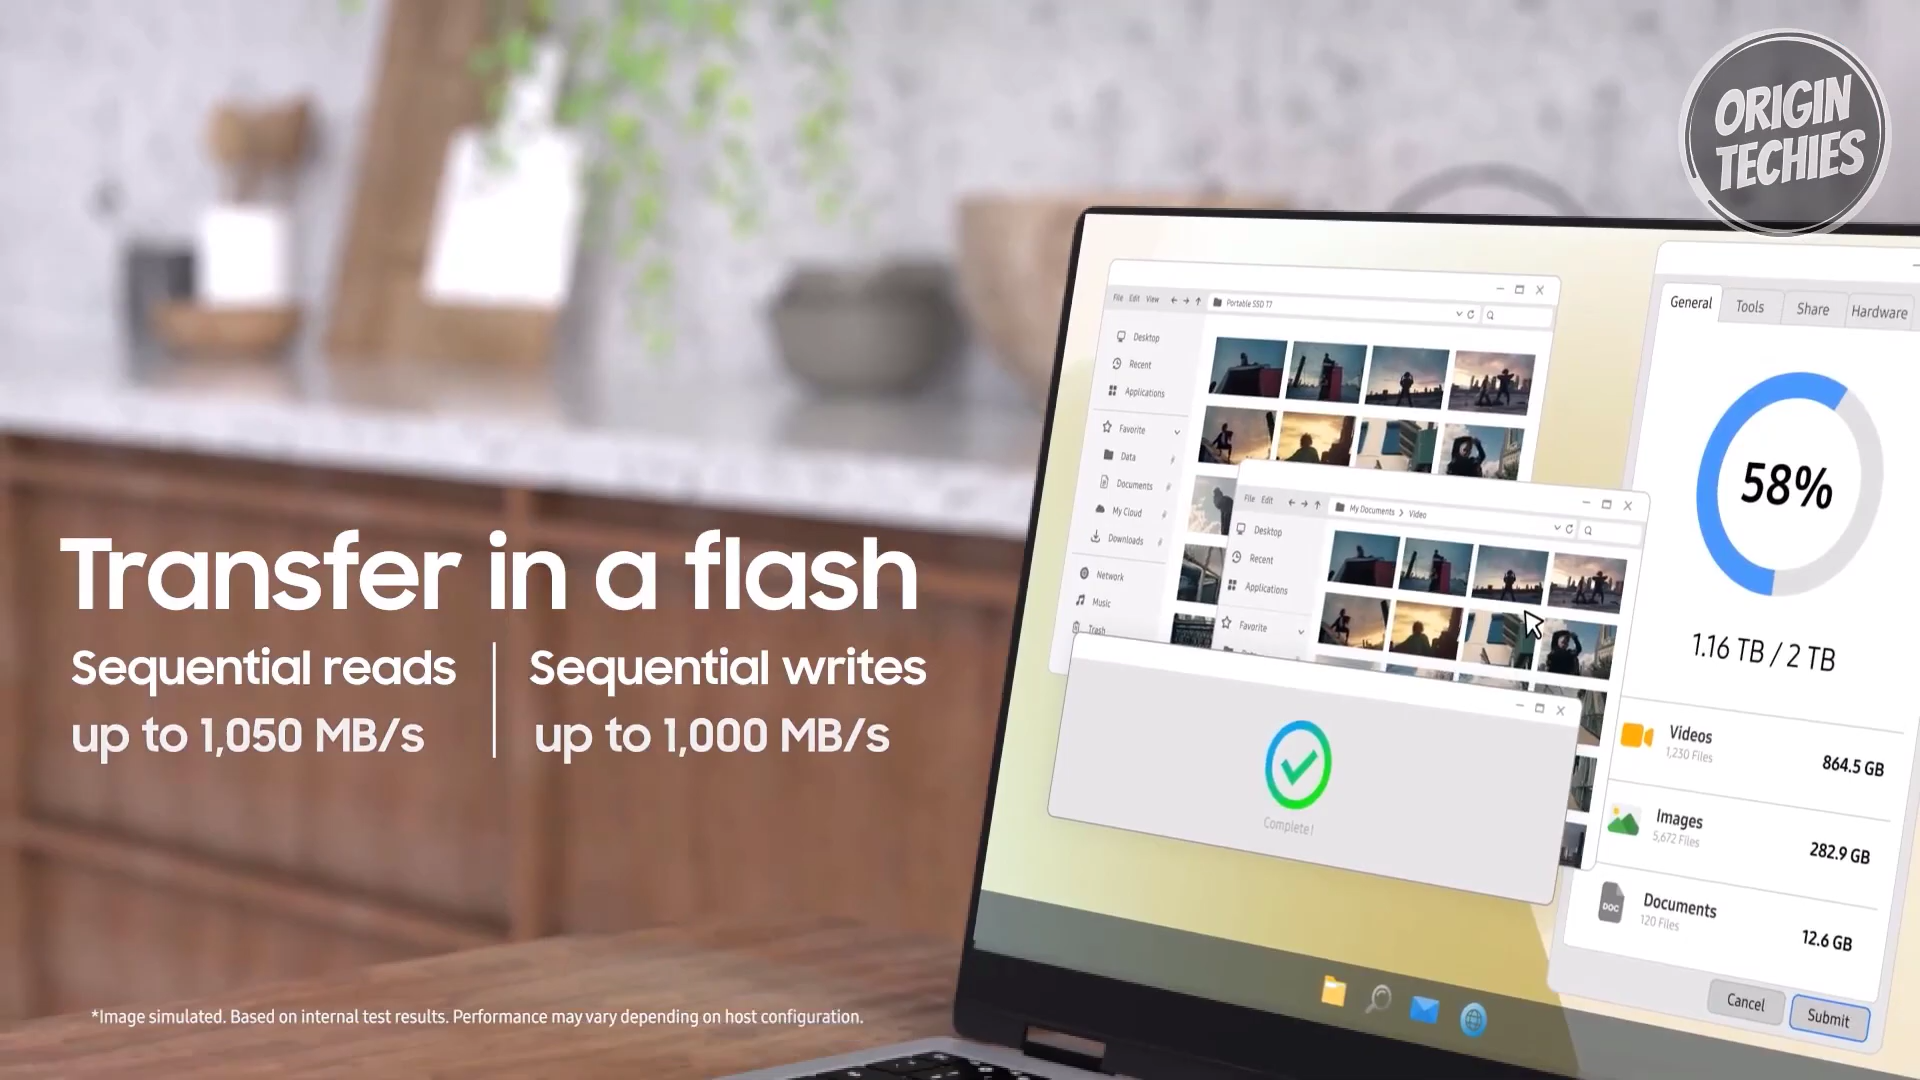 ORIGIN
TECHIES
Transfer in a flash
Sequential reads
up to 1,050 MB/s
Sequential writes
up to 1,000 MB/s
*Image simulated. Based on internal test results. Performance may vary depending on host configuration.
File Edit View
Portable SSD T7
Desktop
Recent
Applications
Favorite
Data
Documents
My Cloud
Downloads
Network
Music
Trash
File Edit
My Documents > Video
Desktop
Recent
Applications
Favorite
Complete!
General Tools Share Hardware
58%
1.16 TB / 2 TB
Videos
1,230 Files
864.5 GB
Images
5,672 Files
282.9 GB
DOC
Documents
120 Files
12.6 GB
Cancel Submit